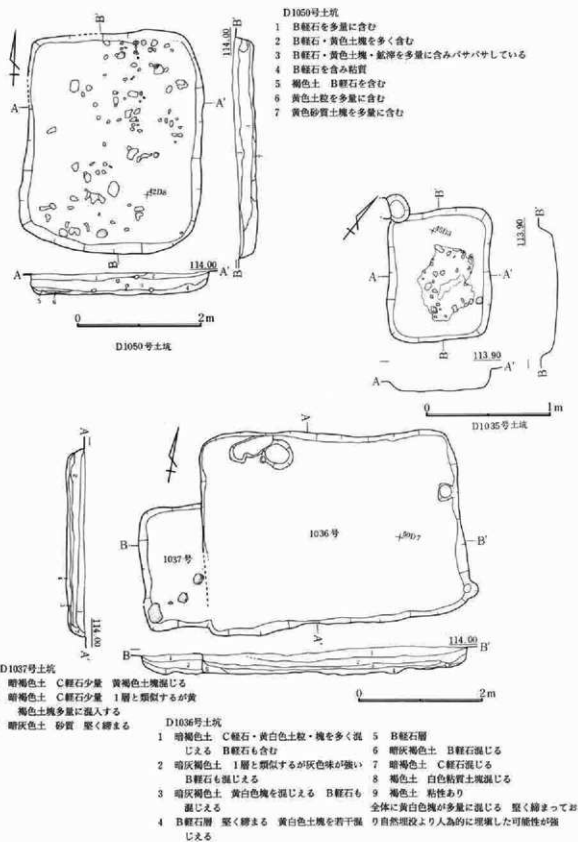 D1050号土坑
1 B軽石を多量に含む
2 B軽石・黄色土塊を多く含む
3 B軽石・黄色土塊・鉱滓を多量に含みバサバサしている
4 B軽石を含み粘質
5 褐色土 B軽石を含む
6 黄色土粒を多量に含む
7 黄色砂質土塊を多量に含む
B'
114.00
B'
A
A'
52D8
B
B
114.00
A
A'
5 6
0 2m
D1050号土坑
B'
113.90
B'
A
A'
B
B
113.90
A
A'
0 1m
D1035号土坑
A
A
1036号
1037号
50D7
B
B'
A'
114.00
A'
114.00
B
B'
0 2m
D1037号土坑
暗褐色土 C軽石少量 黄褐色土塊混じる
暗褐色土 C軽石少量 1層と類似するが黄
褐色土塊多量に混入する
暗灰色土 砂質 堅く締まる
D1036号土坑
1 暗褐色土 C軽石・黄白色土粒・塊を多く混
じえる B軽石も含む
2 暗灰褐色土 1層と類似するが灰色味が強い
B軽石も混じえる
3 暗灰褐色土 黄白色塊を混じえる B軽石も
混じえる
4 B軽石層 堅く締まる 黄白色土塊を若干混
じえる
5 B軽石層
6 暗灰褐色土 B軽石混じる
7 暗褐色土 C軽石混じる
8 褐色土 白色粘質土塊混じる
9 褐色土 粘性あり
全体に黄白色塊が多量に混じる 堅く締まってお
り自然埋没より人為的に埋填した可能性が強